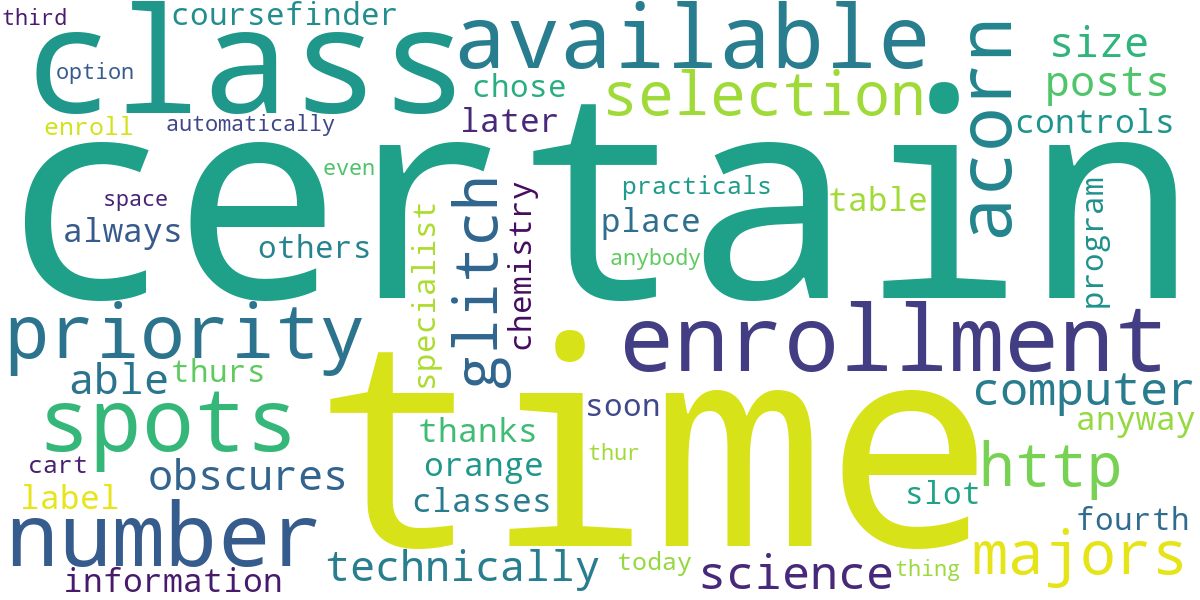 third
coursefinder
class
available
acorn
size
option
chose
selection
posts
enroll
automatically
later
controls
certain
even
space
practicals
table
always
others
specialist
glitch
chemistry
place
anybody
program
priority
time
enrollment
able
thurs
soon
computer
spots
thanks
anyway
cart
obscures
orange
thur
http
label
classes
slot
number
fourth
information
technically
today
science
thing
majors